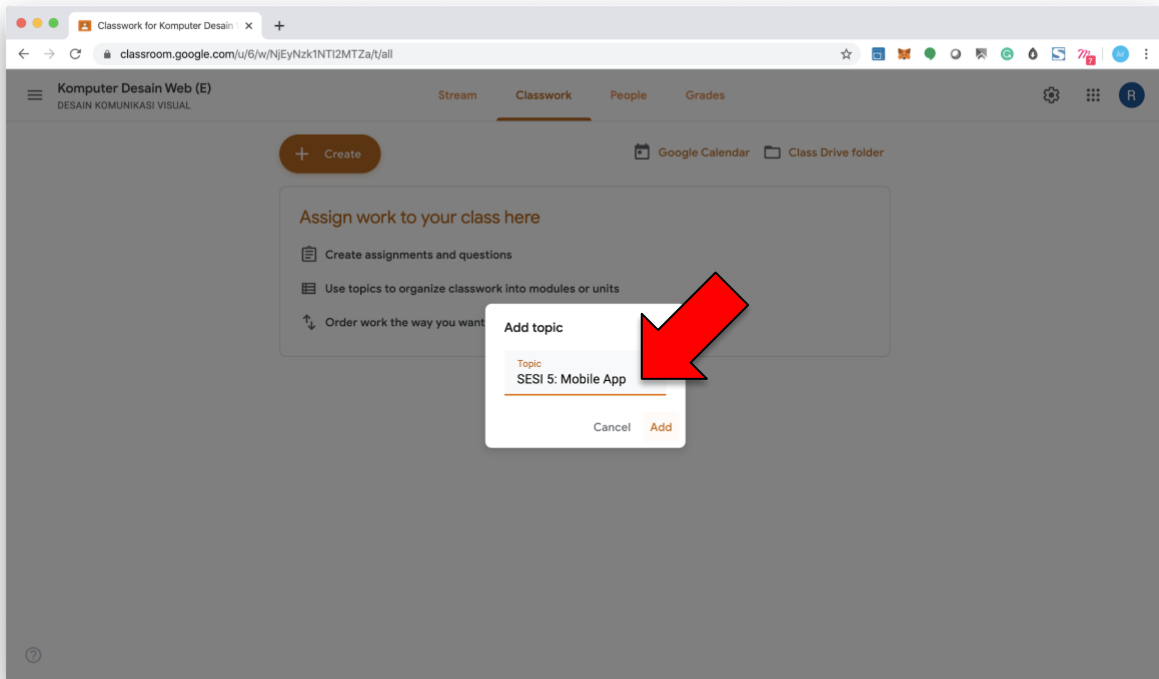 Classwork for Komputer Desain
classroom.google.com/u/6/w/NjEyNzk1NTI2MTZa/t/all
7
Komputer Desain Web (E)
DESAIN KOMUNIKASI VISUAL
Stream Classwork People Grades
R
Create
Google Calendar Class Drive folder
Assign work to your class here
Create assignments and questions
Use topics to organize classwork into modules or units
Order work the way you want
Add topic
Topic
SESI 5: Mobile App
Cancel Add